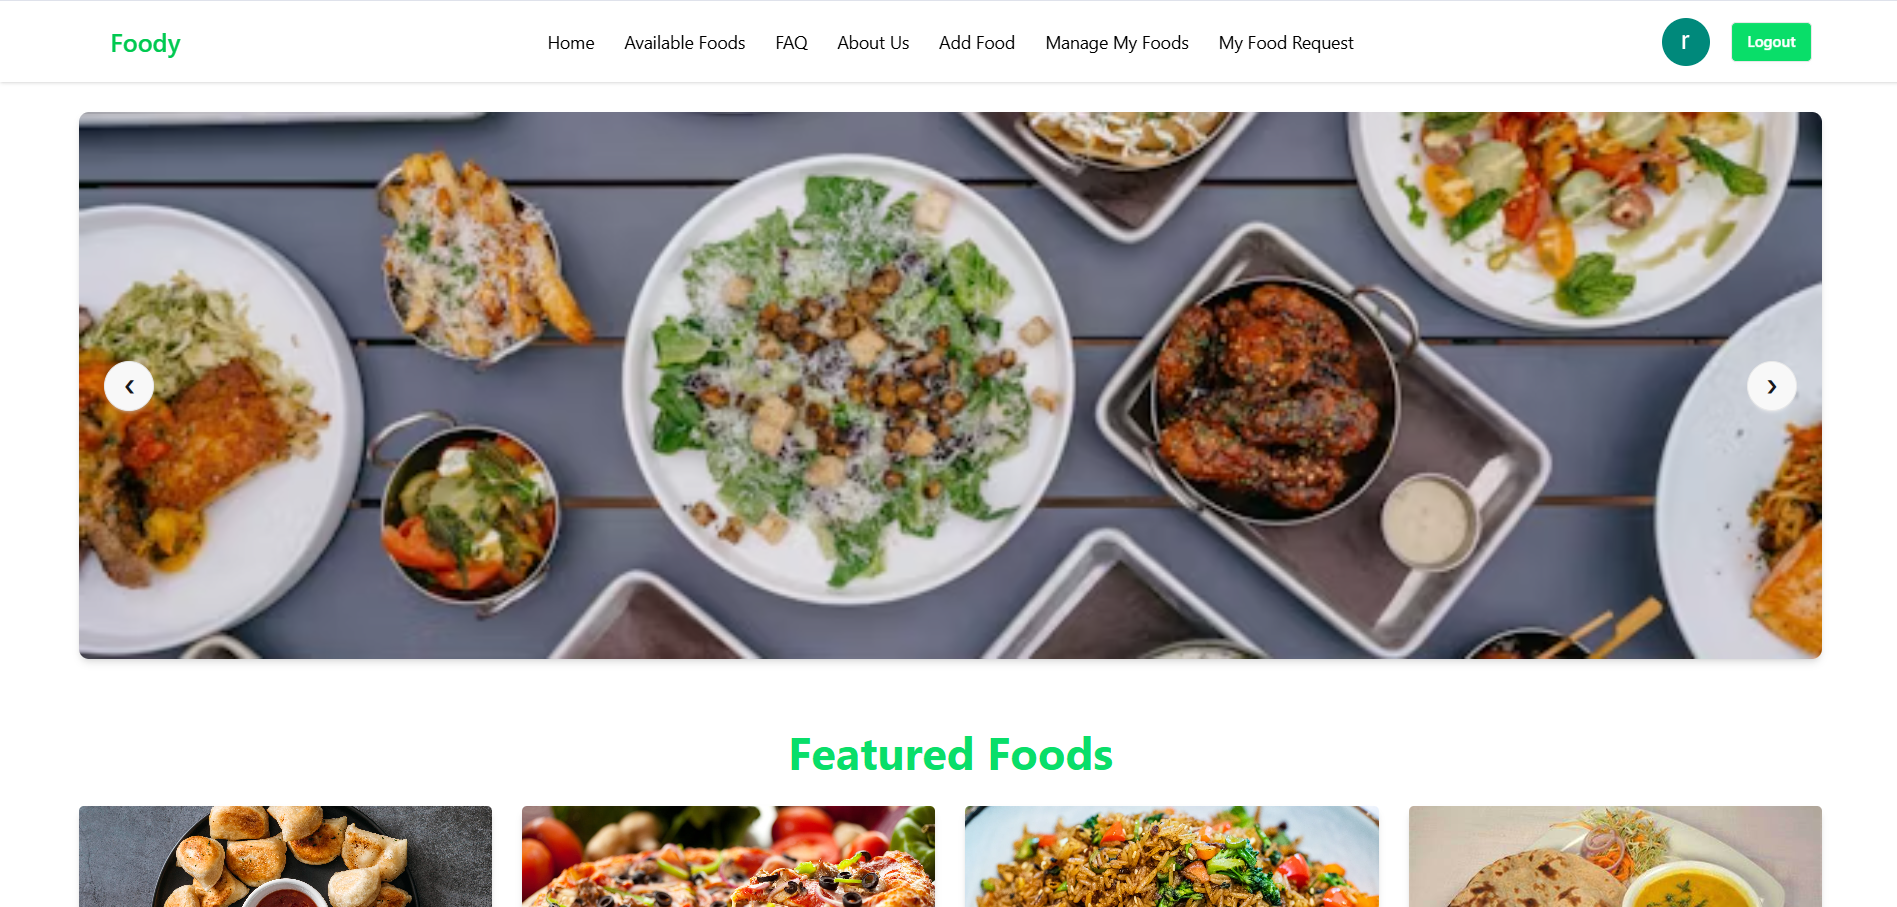 Foody
Home Available Foods FAQ About Us Add Food Manage My Foods My Food Request
r
Logout
‹
›
Featured Foods